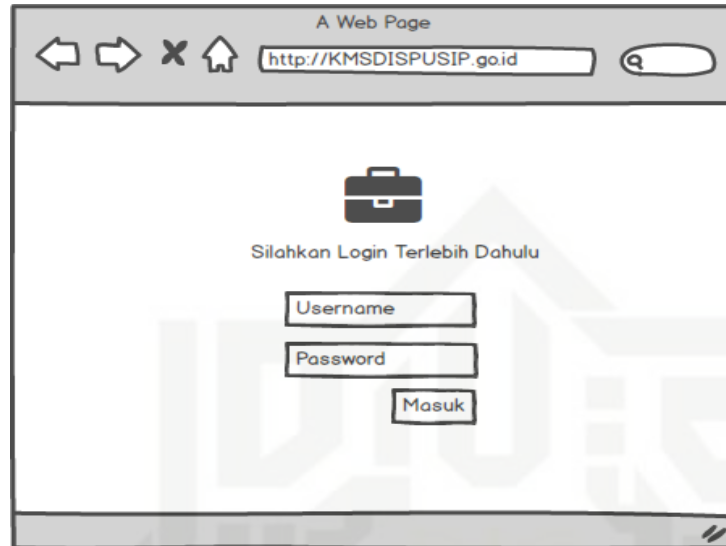 A Web Page
http://KMSDISPUSIP.go.id
Silahkan Login Terlebih Dahulu
Username
Password
Masuk